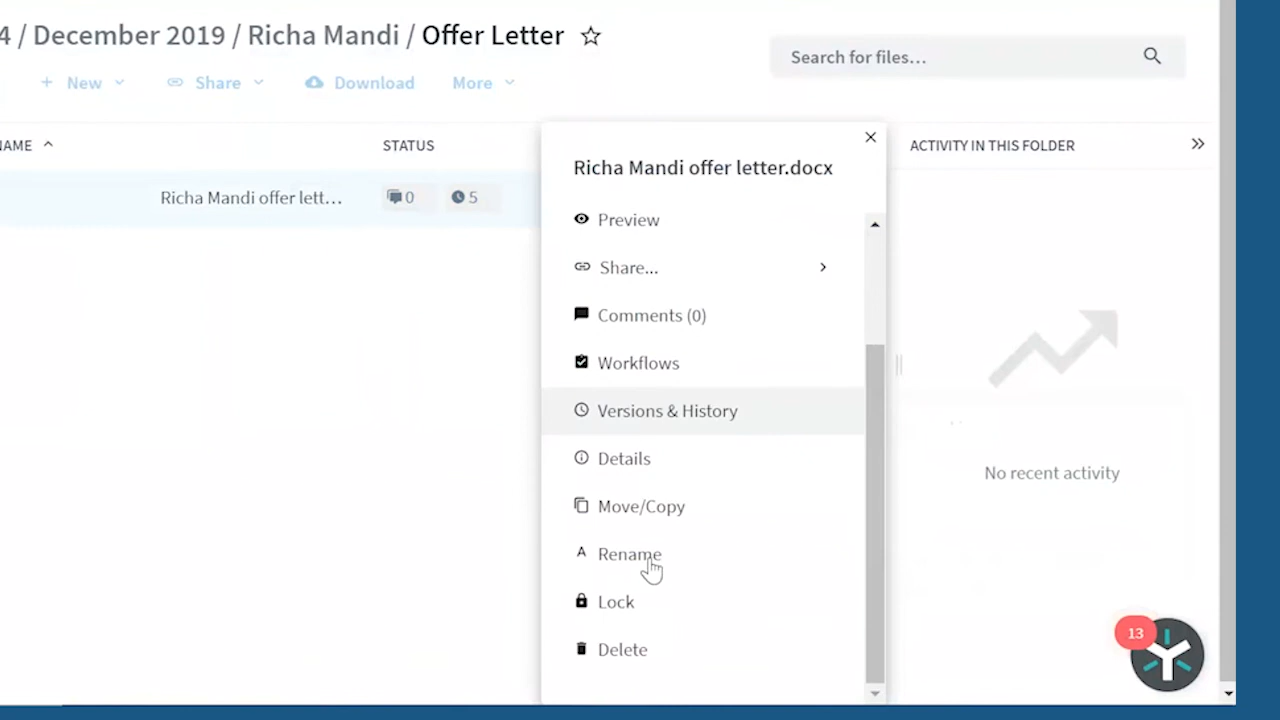 4 / December 2019 / Richa Mandi / Offer Letter
Search for files...
+ New Share Download More
NAME STATUS
ACTIVITY IN THIS FOLDER
Richa Mandi offer lett... 0 5
Richa Mandi offer letter.docx
Preview
Share...
Comments (0)
Workflows
Versions & History
Details
Move/Copy
Rename
Lock
Delete
No recent activity
13